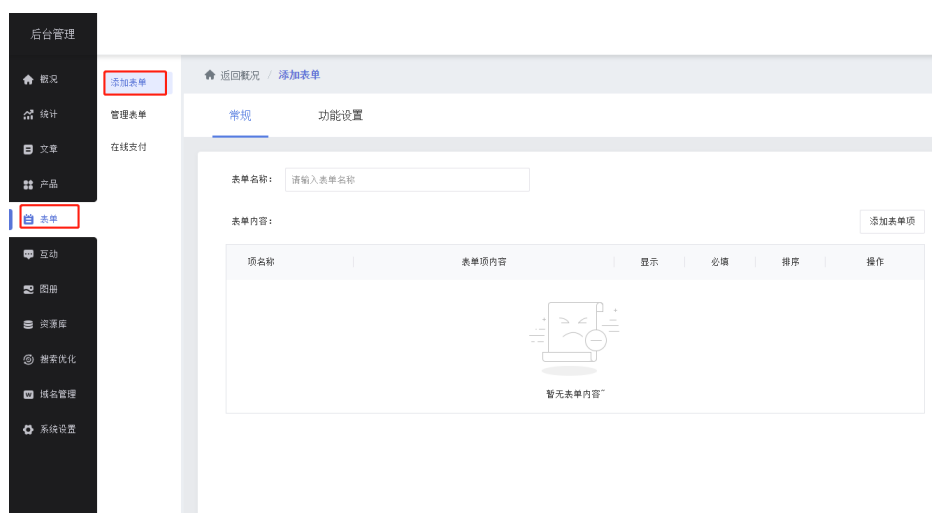 后台管理
概况
统计
文章
产品
表单
互动
图册
资源库
搜索优化
域名管理
系统设置
添加表单
管理表单
在线支付
返回概况 / 添加表单
常规 功能设置
表单名称： 请输入表单名称
表单内容： 添加表单项
项名称 表单项内容 显示 必填 排序 操作
暂无表单内容~